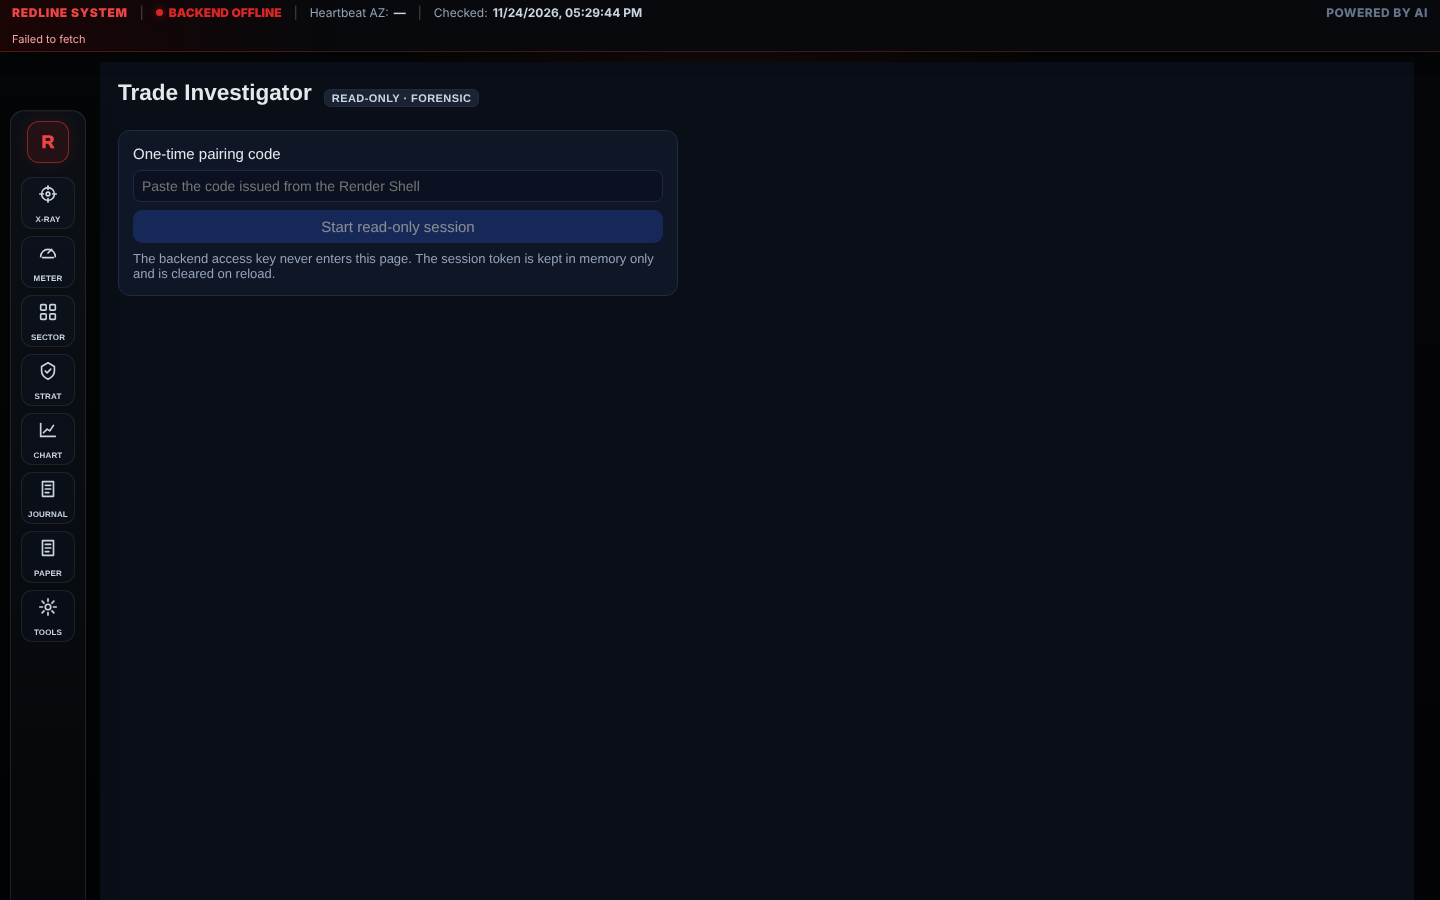 REDLINE SYSTEM | BACKEND OFFLINE | Heartbeat AZ: — | Checked: 11/24/2026, 05:29:44 PM POWERED BY AI
Failed to fetch
Trade Investigator READ-ONLY · FORENSIC
R
X-RAY
METER
SECTOR
STRAT
CHART
JOURNAL
PAPER
TOOLS
One-time pairing code
Paste the code issued from the Render Shell
Start read-only session
The backend access key never enters this page. The session token is kept in memory only
and is cleared on reload.